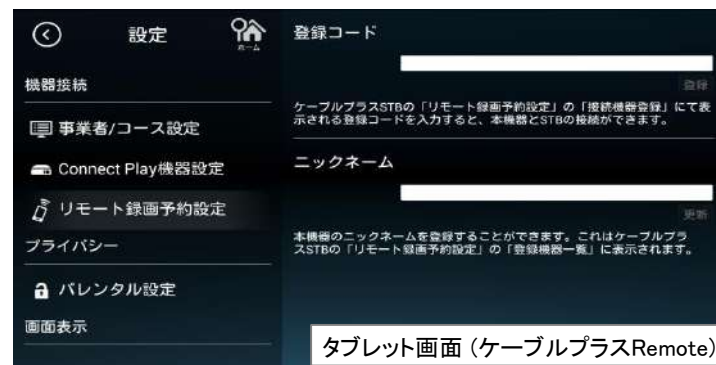 設定
ホーム
機器接続
事業者/コース設定
Connect Play機器設定
リモート録画予約設定
プライバシー
パレンタル設定
画面表示
登録コード
登録
ケーブルプラスSTBの「リモート録画予約設定」の「接続機器登録」にて表
示される登録コードを入力すると、本機器とSTBの接続ができます。
ニックネーム
更新
本機器のニックネームを登録することができます。これはケーブルプラ
スSTBの「リモート録画予約設定」の「登録機器一覧」に表示されます。
タブレット画面 (ケーブルプラスRemote)